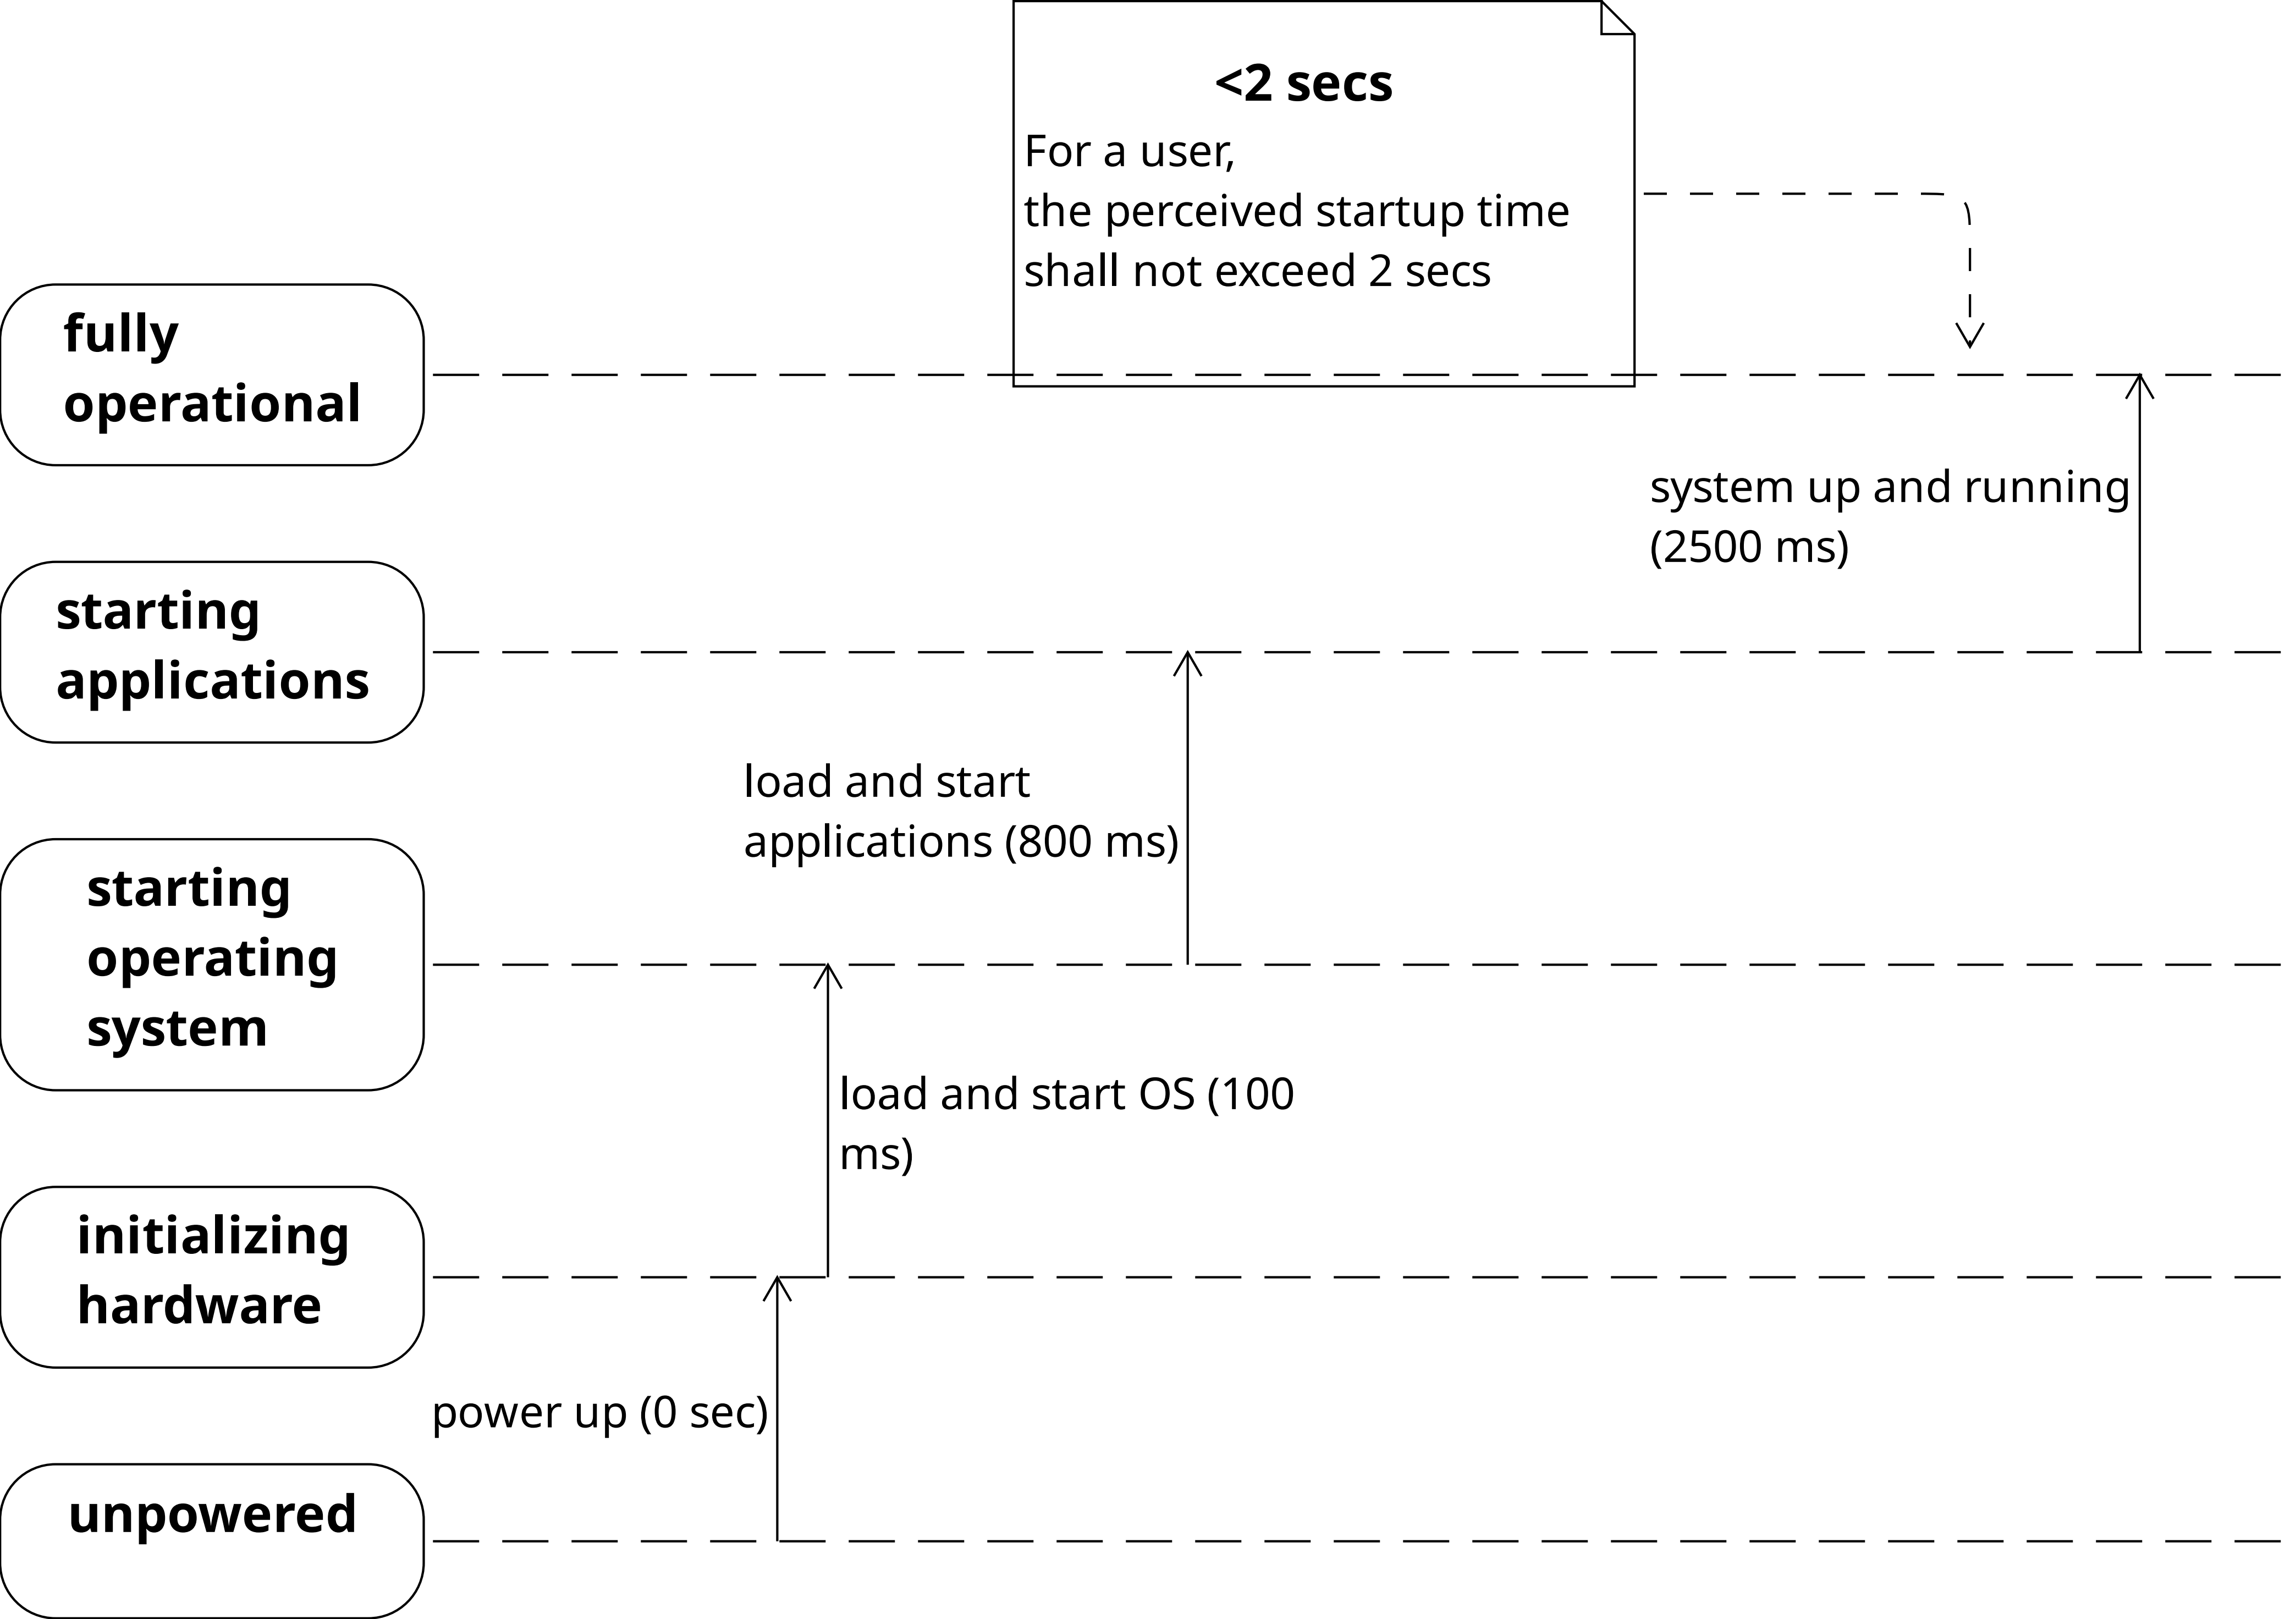 <2 secs
For a user,
the perceived startup time
shall not exceed 2 secs
fully
operational
system up and running
(2500 ms)
starting
applications
load and start
applications (800 ms)
starting
operating
system
load and start OS (100
ms)
initializing
hardware
power up (0 sec)
unpowered